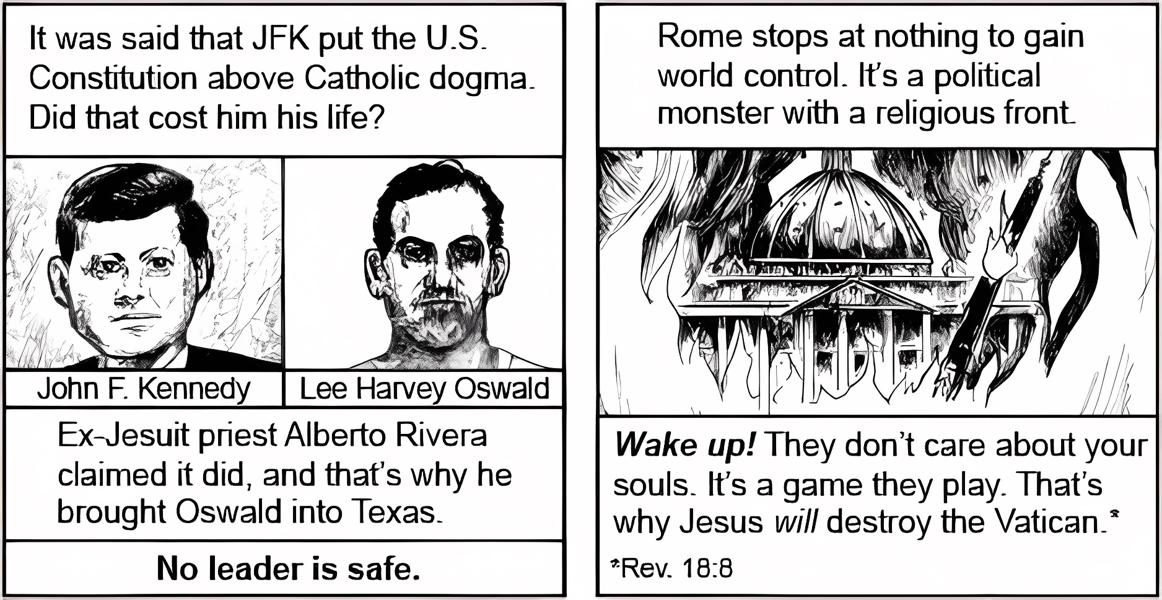 It was said that JFK put the U.S.
Constitution above Catholic dogma.
Did that cost him his life?
John F. Kennedy
Lee Harvey Oswald
Ex-Jesuit priest Alberto Rivera
claimed it did, and that's why he
brought Oswald into Texas.
No leader is safe.
Rome stops at nothing to gain
world control. It's a political
monster with a religious front.
Wake up! They don't care about your
souls. It's a game they play. That's
why Jesus will destroy the Vatican.*
*Rev. 18:8